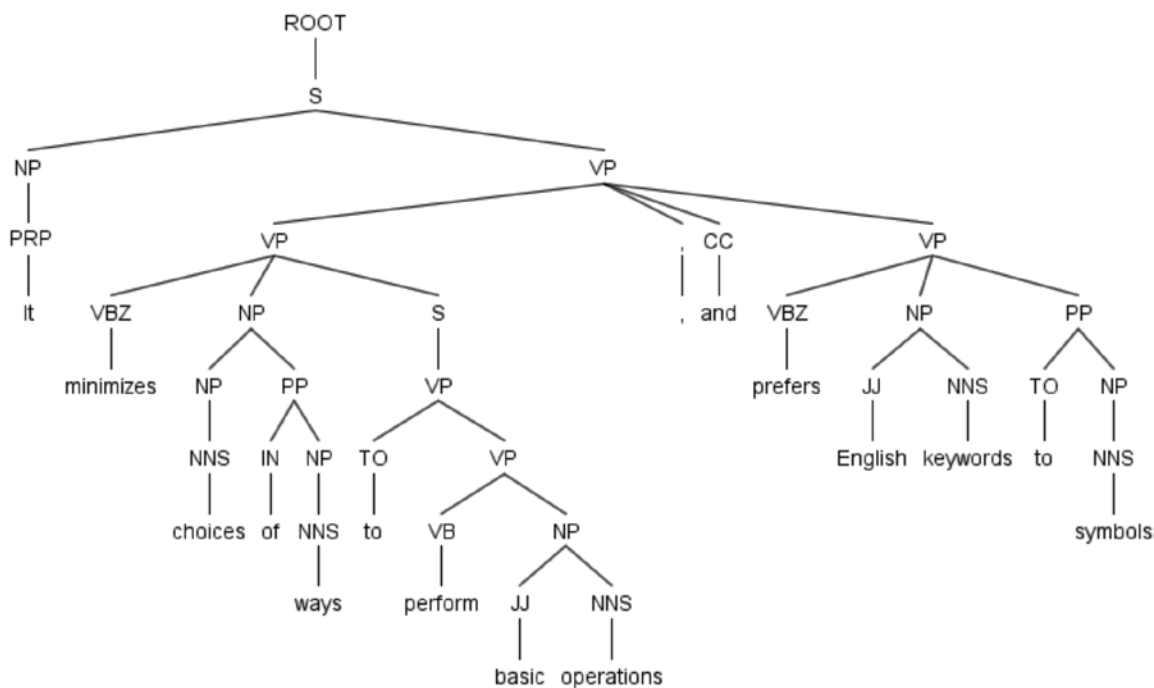 ROOT
S
NP VP
PRP VP , CC VP
It VBZ NP S , and VBZ NP PP
minimizes NP PP VP prefers JJ NNS TO NP
NNS IN NP TO VP English keywords to NNS
choices of NNS to VB NP symbols
ways perform JJ NNS
basic operations